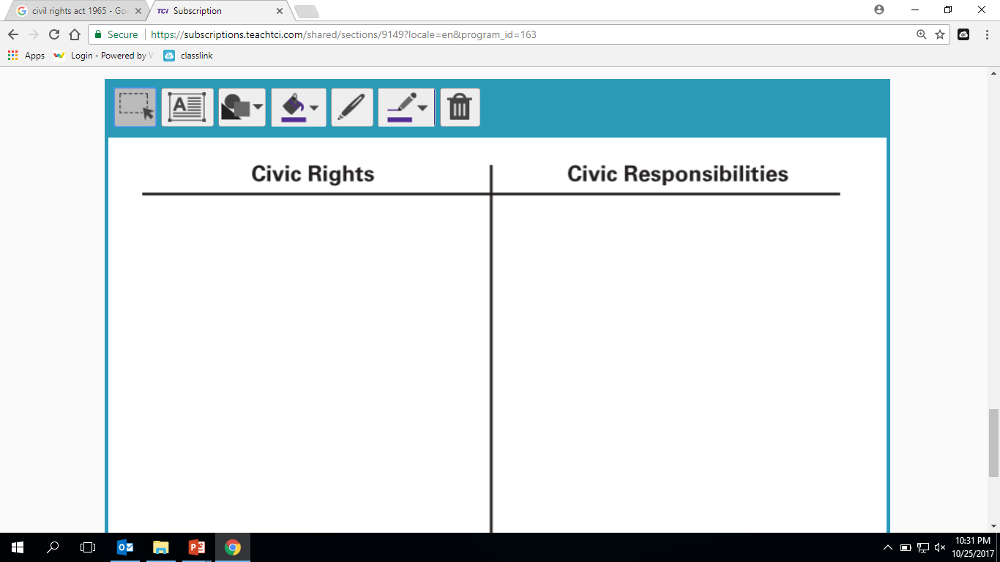 civil rights act 1965 - Goo
TCi Subscription
Secure https://subscriptions.teachtci.com/shared/sections/9149?locale=en&program_id=163
Apps Login - Powered by W classlink
A
Civic Rights Civic Responsibilities
10:31 PM
10/25/2017